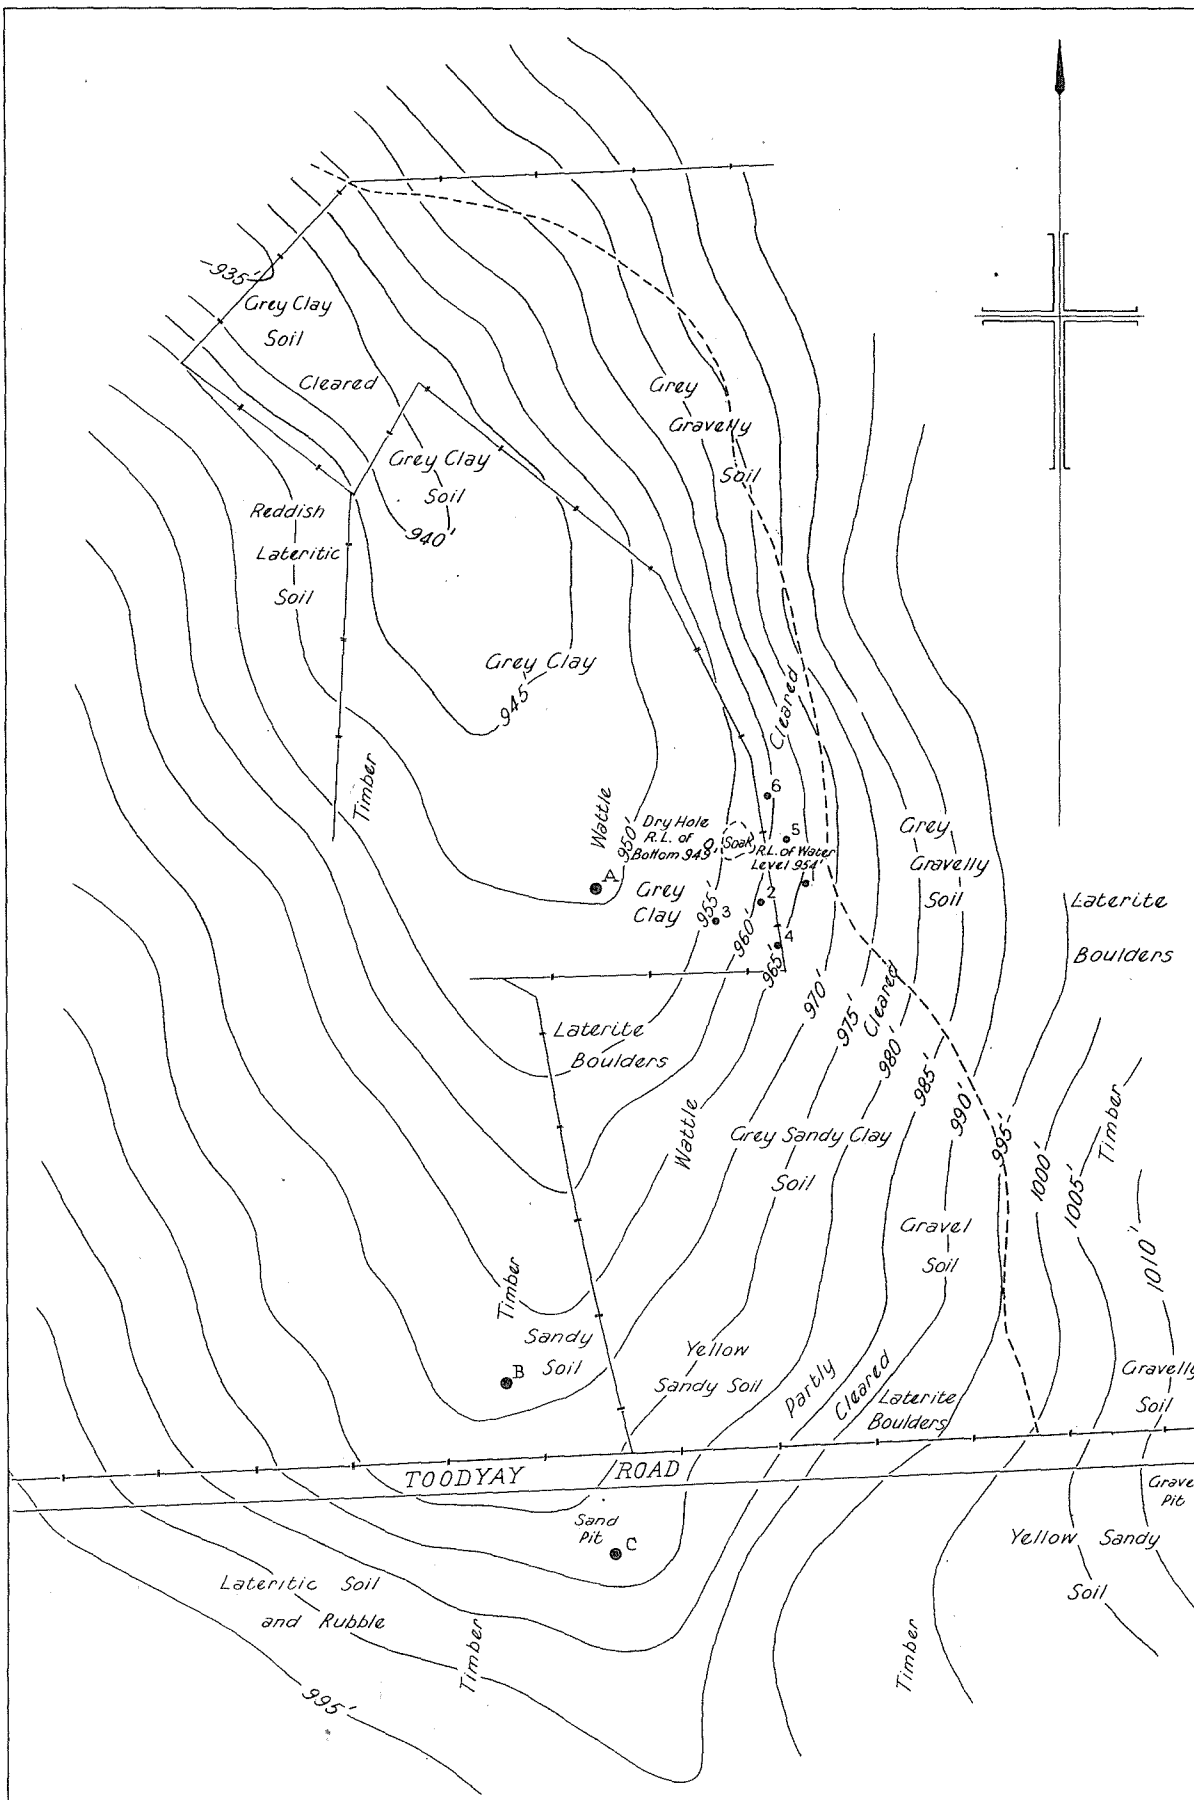 -935'
Grey Clay
Soil
Cleared
Grey
Gravelly
Soil
Grey Clay
Soil
940'
Reddish
Lateritic
Soil
Grey Clay
945'
Cleared
Timber
Wattle
950'
Dry Hole
R.L. of
Bottom 949'
Soak
R.L. of Water
Level 954'
6
5
2
3
4
A
Grey
Clay
955'
960'
965'
970'
975'
980'
985'
990'
995'
1000'
1005'
1010'
Cleared
Grey
Gravelly
Soil
Laterite
Boulders
Laterite
Boulders
Wattle
Grey Sandy Clay
Soil
Timber
Gravel
Soil
Timber
Sandy
Soil
B
Yellow
Sandy Soil
Partly
Cleared
Laterite
Boulders
Gravelly
Soil
TOODYAY ROAD
Sand
Pit
C
Grave
Pit
Yellow Sandy
Soil
Lateritic Soil
and Rubble
Timber
Timber
995'